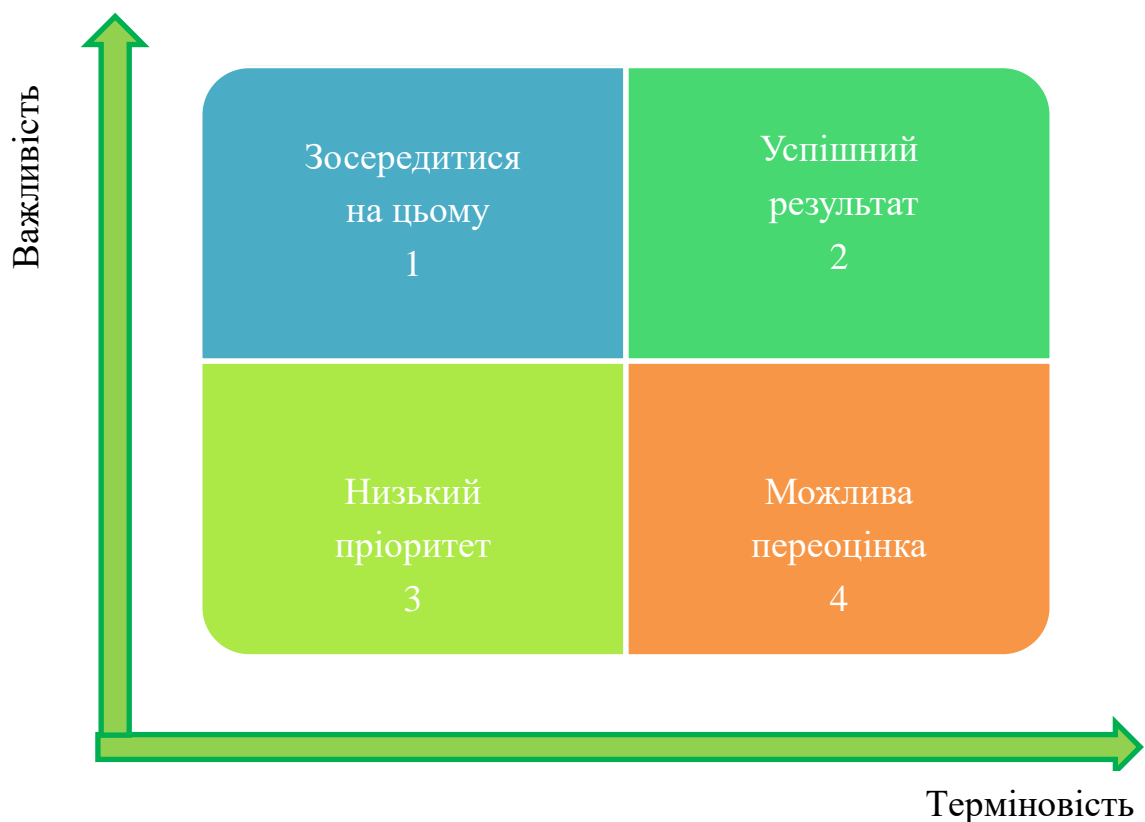 Важливість
Зосередитися
на цьому
1
Успішний
результат
2
Низький
пріоритет
3
Можлива
переоцінка
4
Терміновість